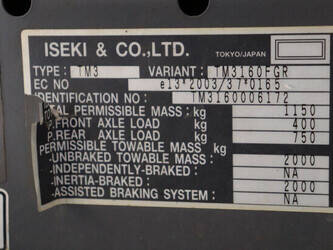 ISEKI & CO.,LTD. TOKYO/JAPAN
TYPE: TM3 VARIANT: TM3160FGR
EC NO e13*2003/37*0165
IDENTIFICATION NO: TM3160006172
AL PERMISSIBLE MASS: kg 1150
FRONT AXLE LOAD kg 400
P.REAR AXLE LOAD kg 750
PERMISSIBLE TOWABLE MASS kg
-UNBRAKED TOWABLE MASS: 2000
-INDEPENDENTLY-BRAKED: NA
-INERTIA-BRAKED: 2000
-ASSISTED BRAKING SYSTEM: NA